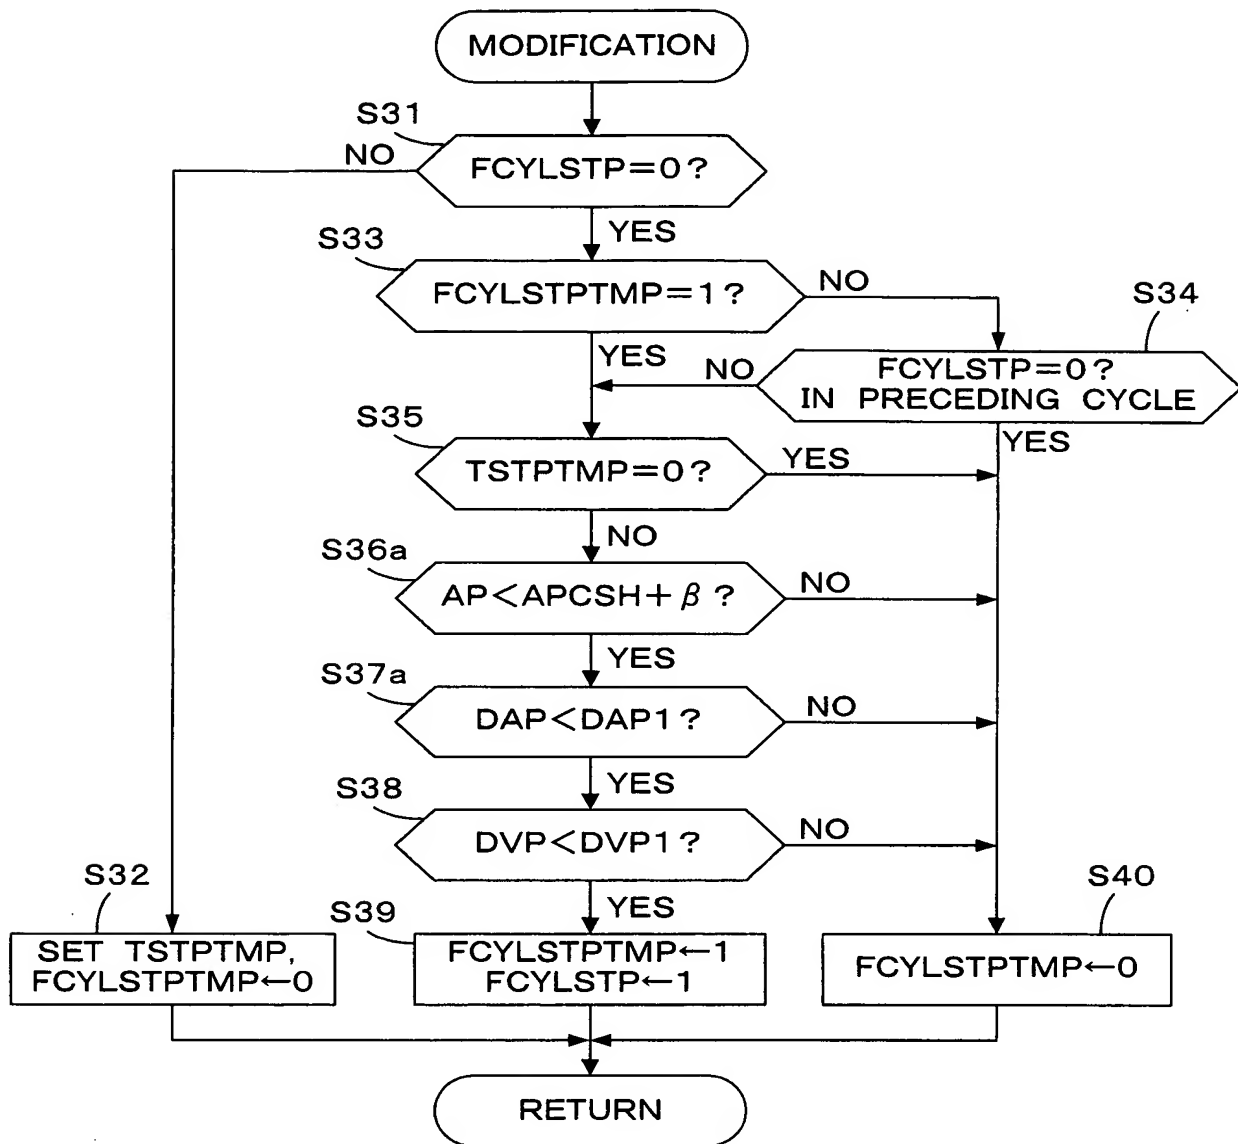 MODIFICATION
S31
NO
FCYLSTP=0?
YES
S33
FCYLSTPTMP=1?
NO
S34
YES
NO
FCYLSTP=0?
IN PRECEDING CYCLE
S35
YES
TSTPTMP=0?
YES
NO
S36a
AP<APCSH+β?
NO
YES
S37a
DAP<DAP1?
NO
YES
S38
DVP<DVP1?
NO
YES
S32
S39
S40
SET TSTPTMP,
FCYLSTPTMP←0
FCYLSTPTMP←1
FCYLSTP←1
FCYLSTPTMP←0
RETURN